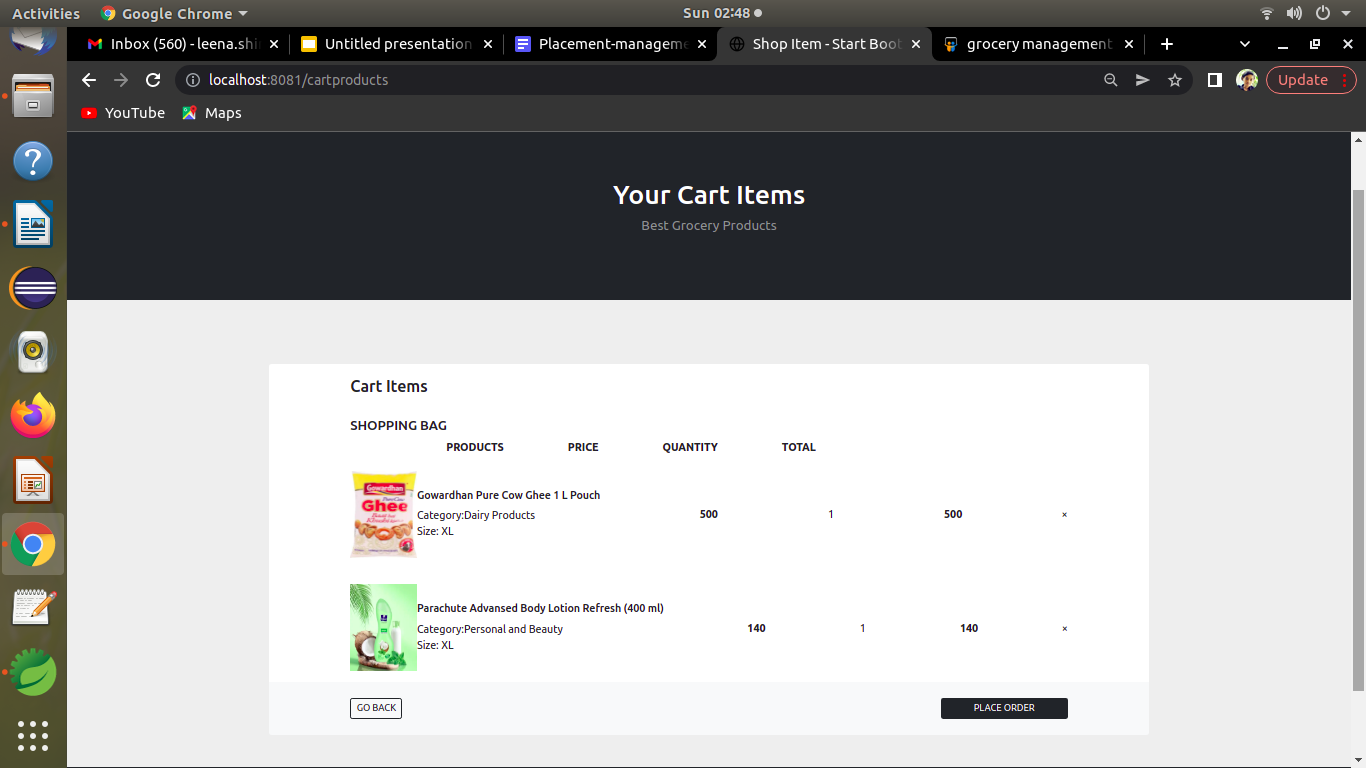 Activities Google Chrome Sun 02:48
Inbox (560) - leena.shi Untitled presentation Placement-manageme Shop Item - Start Boot grocery management
localhost:8081/cartproducts Update
YouTube Maps
Your Cart Items
Best Grocery Products
Cart Items
SHOPPING BAG
PRODUCTS PRICE QUANTITY TOTAL
Gowardhan
Ghee
Gowardhan Pure Cow Ghee 1 L Pouch
Category:Dairy Products 500 1 500 ×
Size: XL
Parachute Advansed Body Lotion Refresh (400 ml)
Category:Personal and Beauty 140 1 140 ×
Size: XL
GO BACK PLACE ORDER